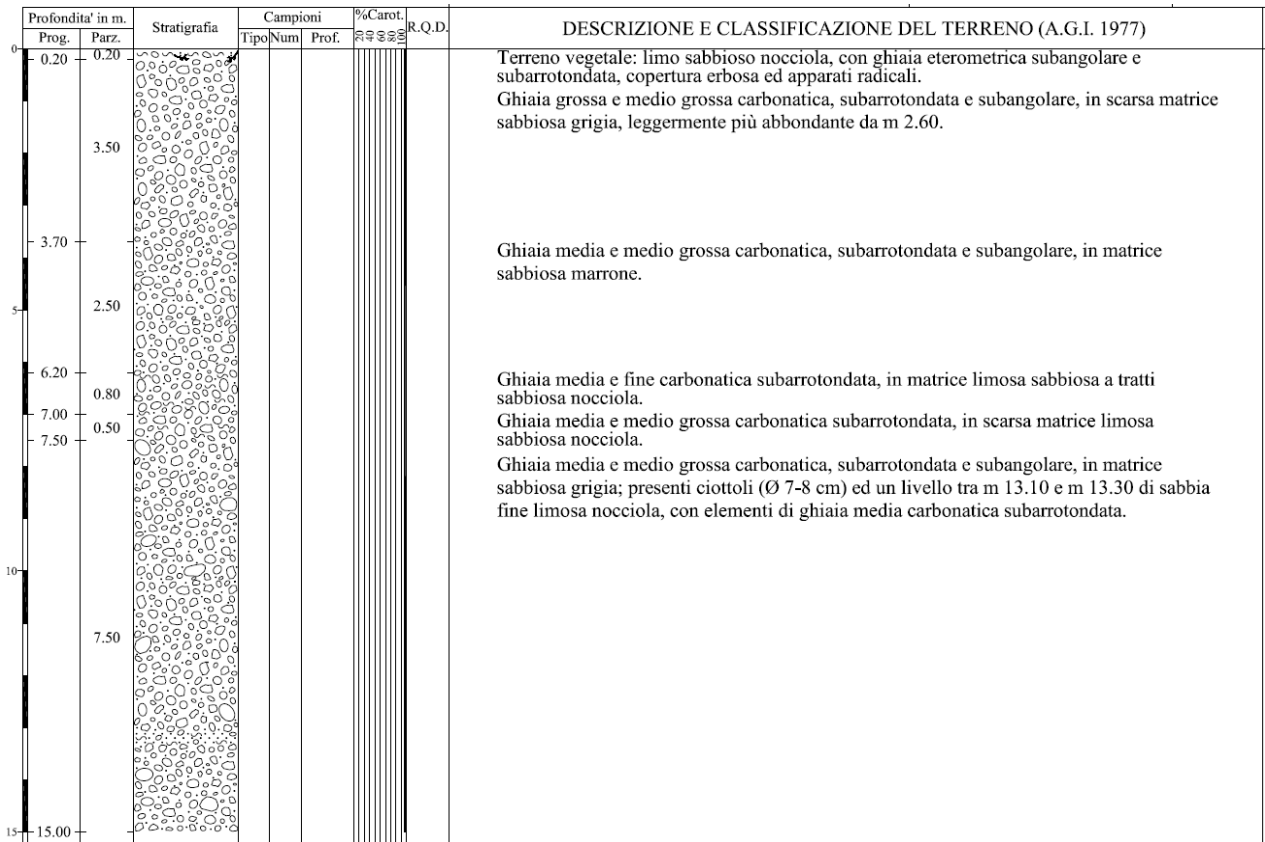 Profondita' in m.
Prog. Parz.
Stratigrafia
Campioni
Tipo Num Prof.
%Carot.
20 40 60 80 100
R.Q.D.
DESCRIZIONE E CLASSIFICAZIONE DEL TERRENO (A.G.I. 1977)
0
0.20 0.20
Terreno vegetale: limo sabbioso nocciola, con ghiaia eterometrica subangolare e
subarrotondata, copertura erbosa ed apparati radicali.
Ghiaia grossa e medio grossa carbonatica, subarrotondata e subangolare, in scarsa matrice
sabbiosa grigia, leggermente più abbondante da m 2.60.
3.50
3.70
Ghiaia media e medio grossa carbonatica, subarrotondata e subangolare, in matrice
sabbiosa marrone.
5
2.50
6.20
Ghiaia media e fine carbonatica subarrotondata, in matrice limosa sabbiosa a tratti
sabbiosa nocciola.
0.80
7.00
Ghiaia media e medio grossa carbonatica subarrotondata, in scarsa matrice limosa
sabbiosa nocciola.
0.50
7.50
Ghiaia media e medio grossa carbonatica, subarrotondata e subangolare, in matrice
sabbiosa grigia; presenti ciottoli (Ø 7-8 cm) ed un livello tra m 13.10 e m 13.30 di sabbia
fine limosa nocciola, con elementi di ghiaia media carbonatica subarrotondata.
10
7.50
15 15.00